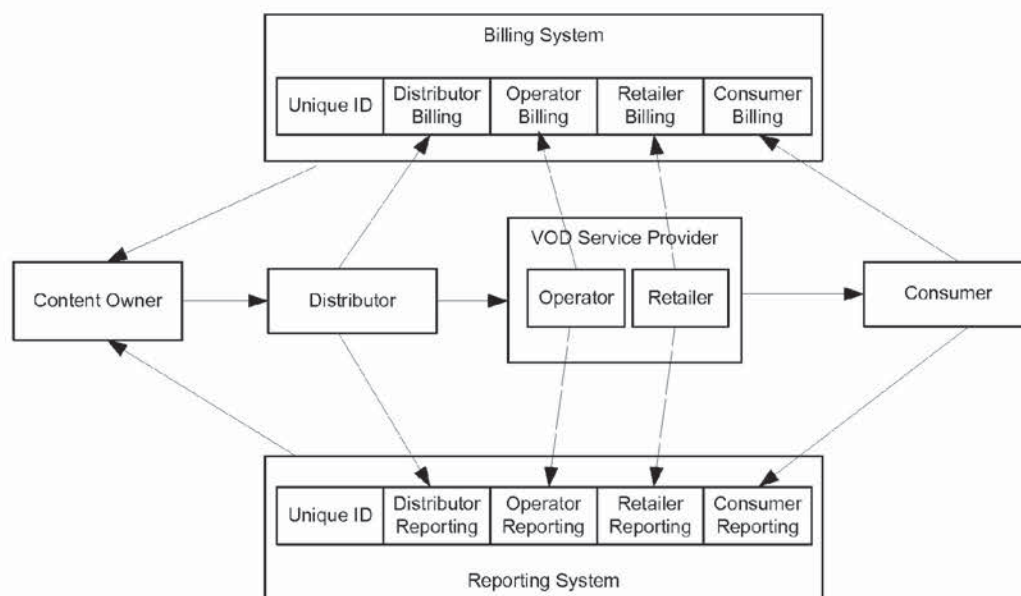 Billing System
Unique ID
Distributor
Billing
Operator
Billing
Retailer
Billing
Consumer
Billing
Content Owner
Distributor
VOD Service Provider
Operator
Retailer
Consumer
Unique ID
Distributor
Reporting
Operator
Reporting
Retailer
Reporting
Consumer
Reporting
Reporting System